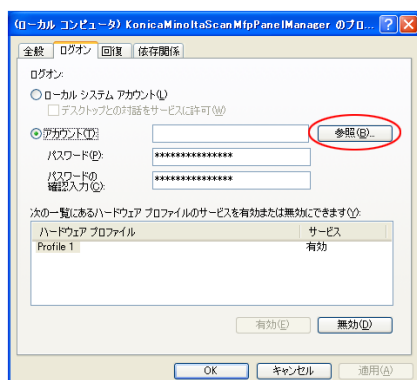 (ローカル コンピュータ) KonicaMinoltaScanMfpPanelManager のプロ...
全般 ログオン 回復 依存関係
ログオン:
ローカル システム アカウント(L)
デスクトップとの対話をサービスに許可(W)
アカウント(T): 参照(B)...
パスワード(P): ***************
パスワードの
確認入力(C): ***************
次の一覧にあるハードウェア プロファイルのサービスを有効または無効にできます(Y):
ハードウェア プロファイル サービス
Profile 1 有効
有効(E) 無効(D)
OK キャンセル 適用(A)